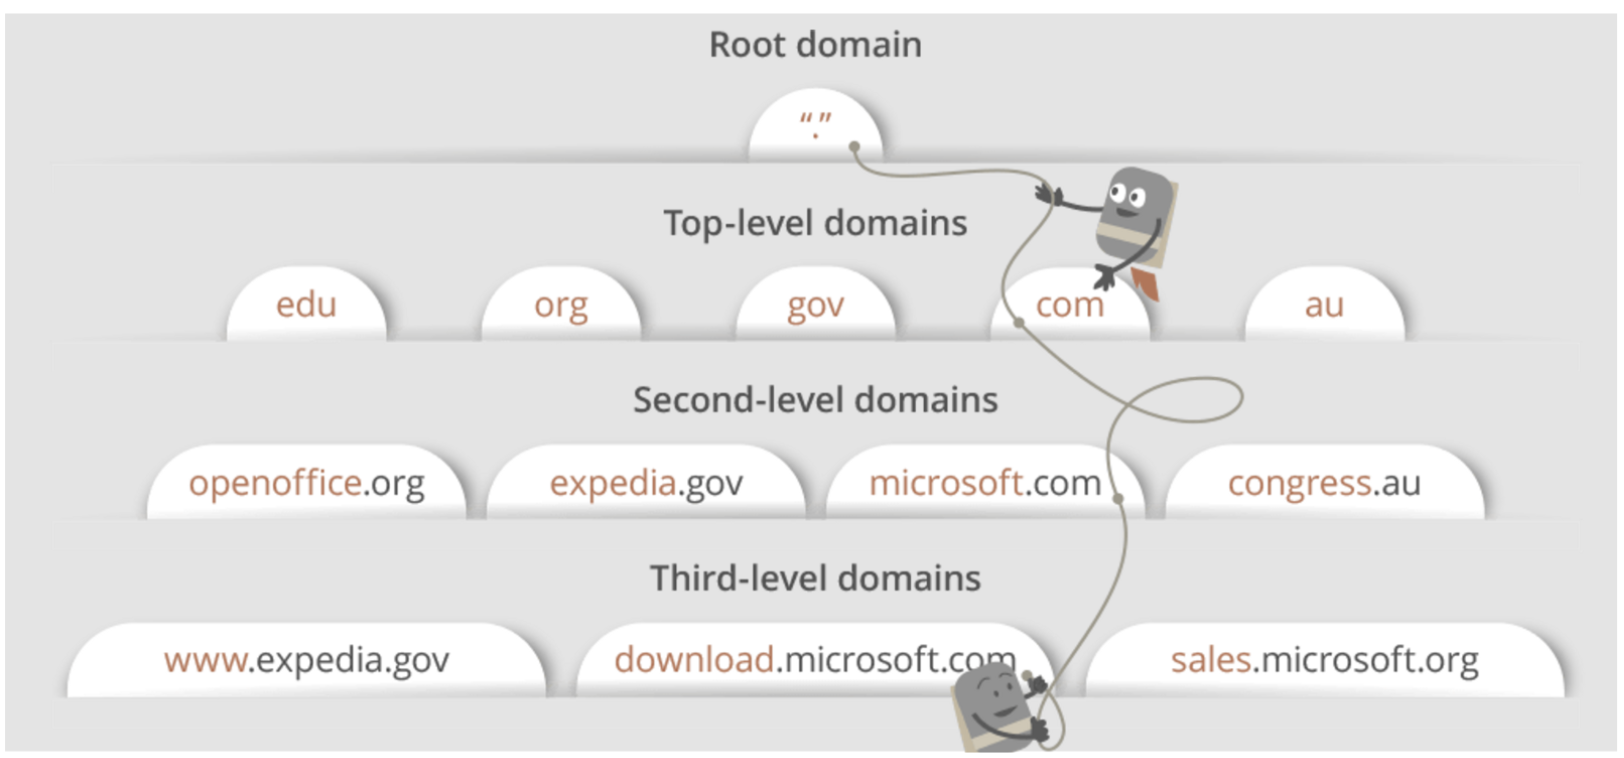 Root domain
“.”
Top-level domains
edu org gov com au
Second-level domains
openoffice.org expedia.gov microsoft.com congress.au
Third-level domains
www.expedia.gov download.microsoft.com sales.microsoft.org